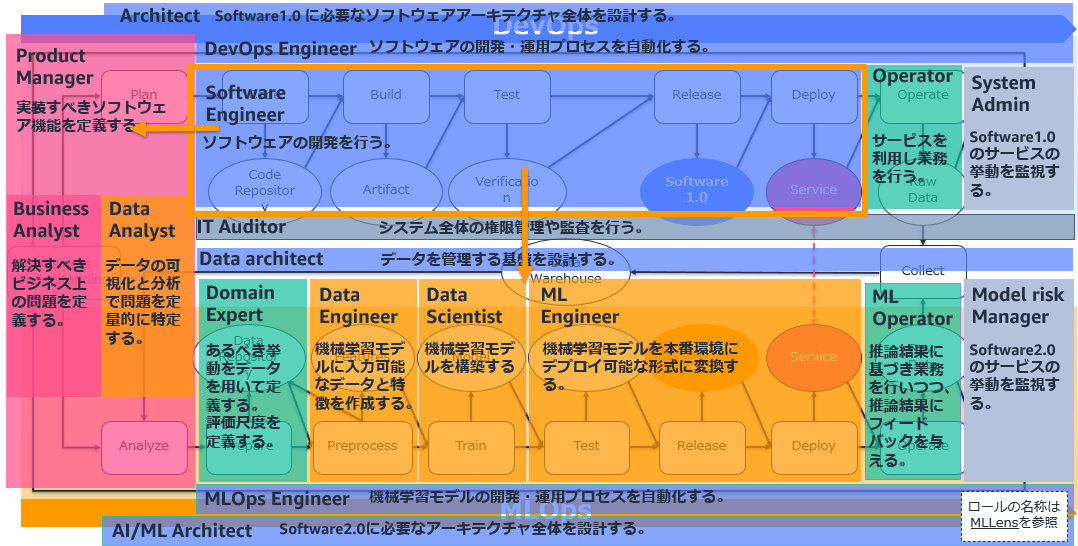 Architect Software1.0 に必要なソフトウェアアーキテクチャ全体を設計する。
DevOps
DevOps Engineer ソフトウェアの開発・運用プロセスを自動化する。
Product
Manager
実装すべきソフトウェ
ア機能を定義する。
Plan
Software
Engineer
ソフトウェアの開発を行う。
Build
Test
Release
Deploy
Operator
Operate
サービスを
利用し業務
を行う。
System
Admin
Software1.0
のサービスの
挙動を監視す
る。
Code
Repositor
y
Artifact
Verificatio
n
Software
1.0
Service
Raw
Data
IT Auditor システム全体の権限管理や監査を行う。
Data architect データを管理する基盤を設計する。
Warehouse
Collect
Business
Analyst
解決すべき
ビジネス上
の問題を定
義する。
Data
Analyst
データの可
視化と分析
で問題を定
量的に特定
する。
Domain
Expert
あるべき挙
動をデータ
を用いて定
義する。
評価尺度を
定義する。
Data
Prepare
Data
Engineer
機械学習モデ
ルに入力可能
なデータと特
徴を作成する。
Data
Scientist
機械学習モデ
ルを構築する
ML
Engineer
機械学習モデルを本番環境に
デプロイ可能な形式に変換す
る。
Service
ML
Operator
推論結果に
基づき業務
を行いつつ、
推論結果に
フィード
バックを与
える。
Operate
Model risk
Manager
Software2.0
のサービスの
挙動を監視す
る。
Analyze
Preprocess
Train
Test
Release
Deploy
MLOps Engineer 機械学習モデルの開発・運用プロセスを自動化する。
MLOps
AI/ML Architect Software2.0に必要なアーキテクチャ全体を設計する。
ロールの名称は
MLLensを参照